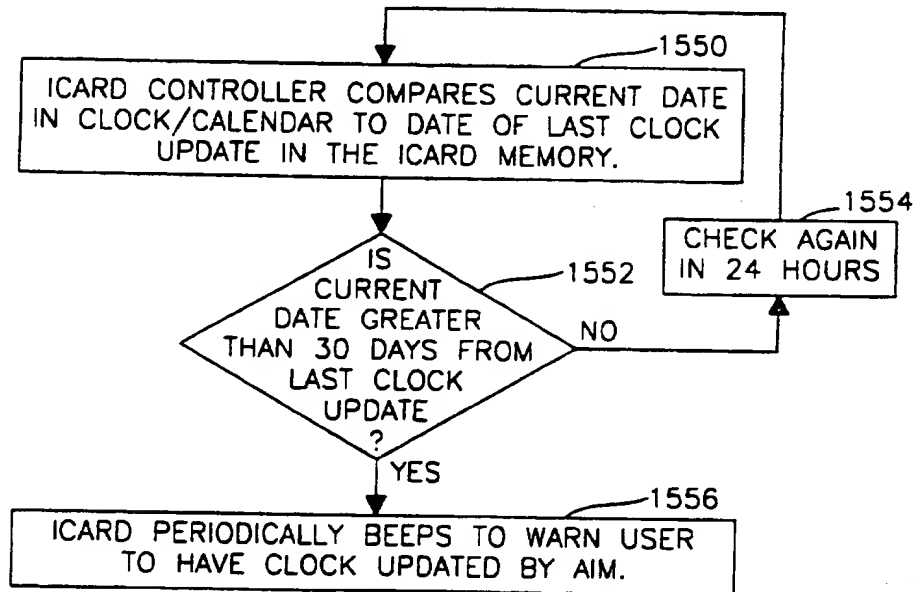 1550
ICARD CONTROLLER COMPARES CURRENT DATE
IN CLOCK/CALENDAR TO DATE OF LAST CLOCK
UPDATE IN THE ICARD MEMORY.
1554
CHECK AGAIN
IN 24 HOURS
1552
IS
CURRENT
DATE GREATER
THAN 30 DAYS FROM
LAST CLOCK
UPDATE
?
NO
YES
1556
ICARD PERIODICALLY BEEPS TO WARN USER
TO HAVE CLOCK UPDATED BY AIM.